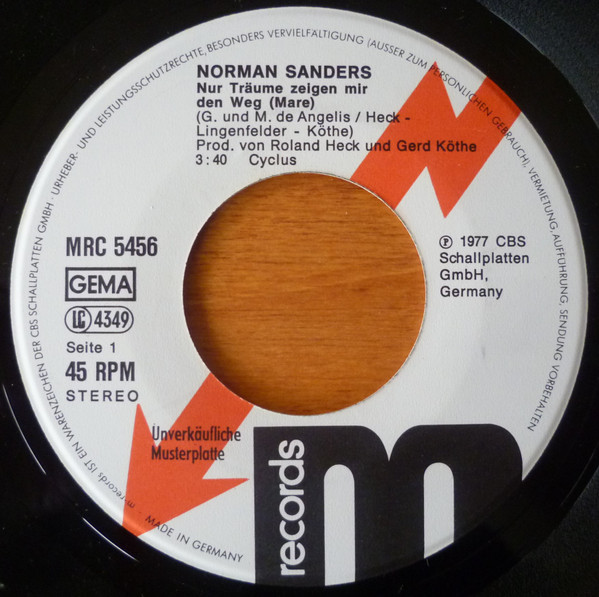 NORMAN SANDERS
Nur Träume zeigen mir
den Weg (Mare)
(G. und M. de Angelis / Heck -
Lingenfelder - Köthe)
Prod. von Roland Heck und Gerd Köthe
3:40 Cyclus
MRC 5456
GEMA
LC 4349
Seite 1
45 RPM
STEREO
℗ 1977 CBS
Schallplatten
GmbH,
Germany
Unverkäufliche
Musterplatte
records
m
m-records IST EIN WARENZEICHEN DER CBS SCHALLPLATTEN GMBH · URHEBER- UND LEISTUNGSSCHUTZRECHTE, BESONDERS VERVIELFÄLTIGUNG (AUSSER ZUM PERSÖNLICHEN GEBRAUCH), VERMIETUNG, AUFFÜHRUNG, SENDUNG VORBEHALTEN
· MADE IN GERMANY